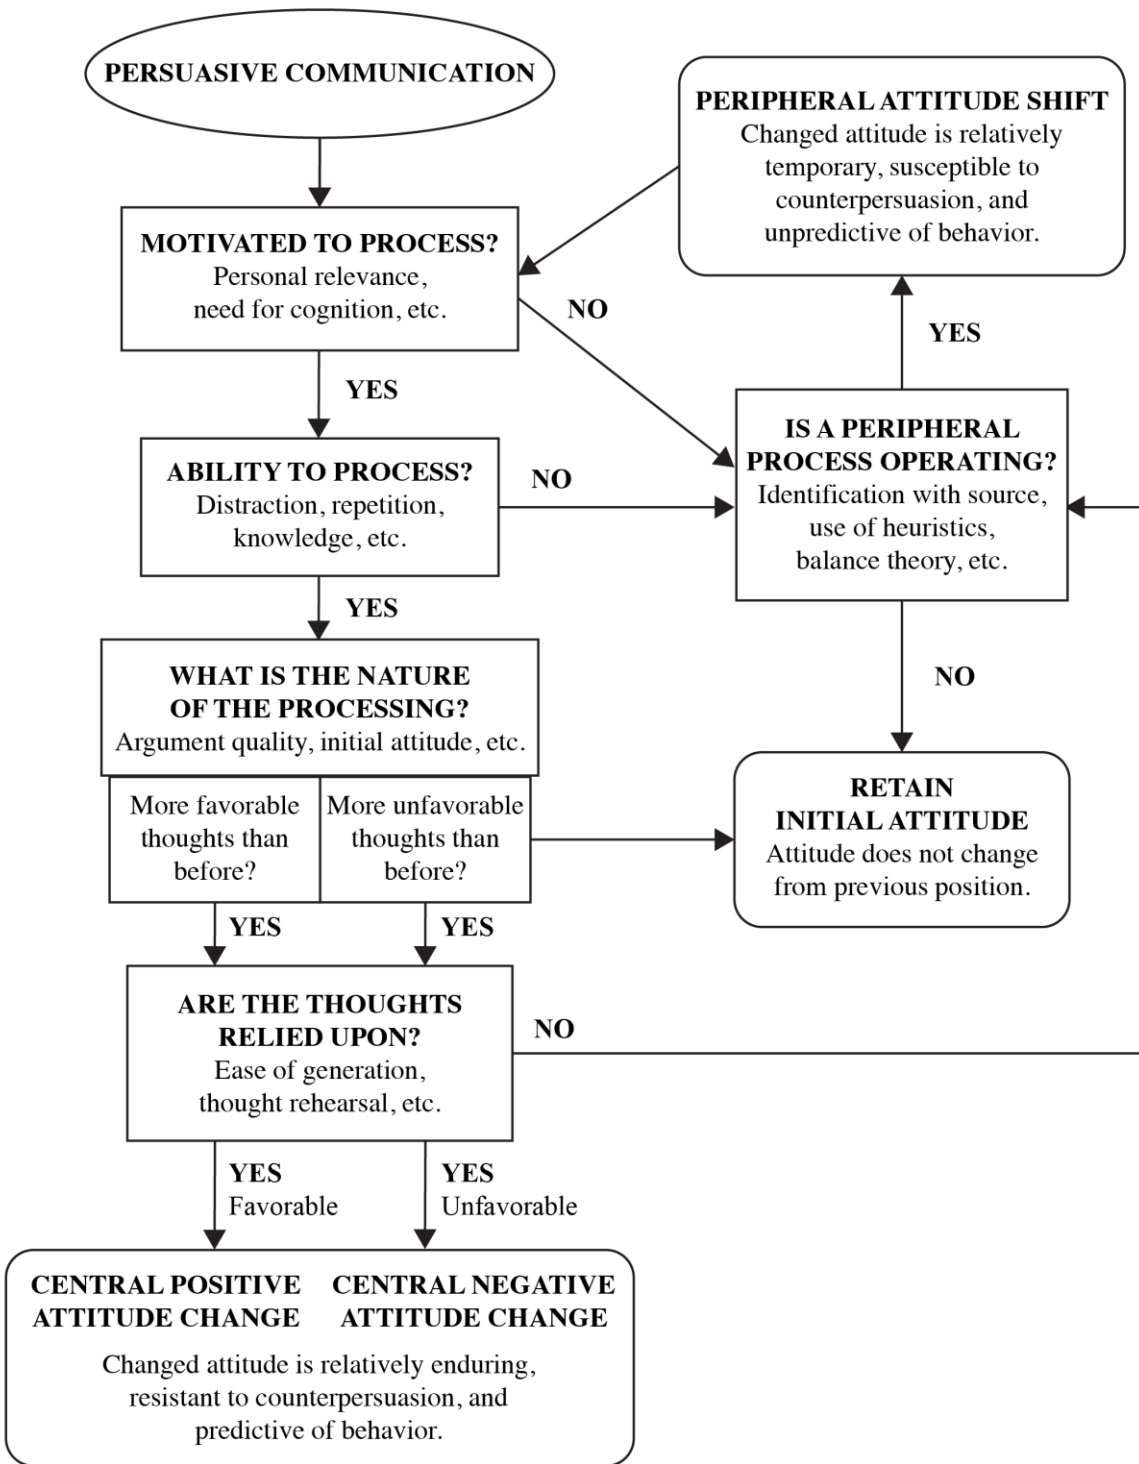 PERSUASIVE COMMUNICATION
PERIPHERAL ATTITUDE SHIFT
Changed attitude is relatively
temporary, susceptible to
counterpersuasion, and
unpredictive of behavior.
MOTIVATED TO PROCESS?
Personal relevance,
need for cognition, etc.
NO
YES
YES
ABILITY TO PROCESS?
Distraction, repetition,
knowledge, etc.
NO
IS A PERIPHERAL
PROCESS OPERATING?
Identification with source,
use of heuristics,
balance theory, etc.
YES
WHAT IS THE NATURE
OF THE PROCESSING?
Argument quality, initial attitude, etc.
NO
More favorable
thoughts than
before?
More unfavorable
thoughts than
before?
RETAIN
INITIAL ATTITUDE
Attitude does not change
from previous position.
YES
YES
ARE THE THOUGHTS
RELIED UPON?
Ease of generation,
thought rehearsal, etc.
NO
YES
Favorable
YES
Unfavorable
CENTRAL POSITIVE
ATTITUDE CHANGE
CENTRAL NEGATIVE
ATTITUDE CHANGE
Changed attitude is relatively enduring,
resistant to counterpersuasion, and
predictive of behavior.